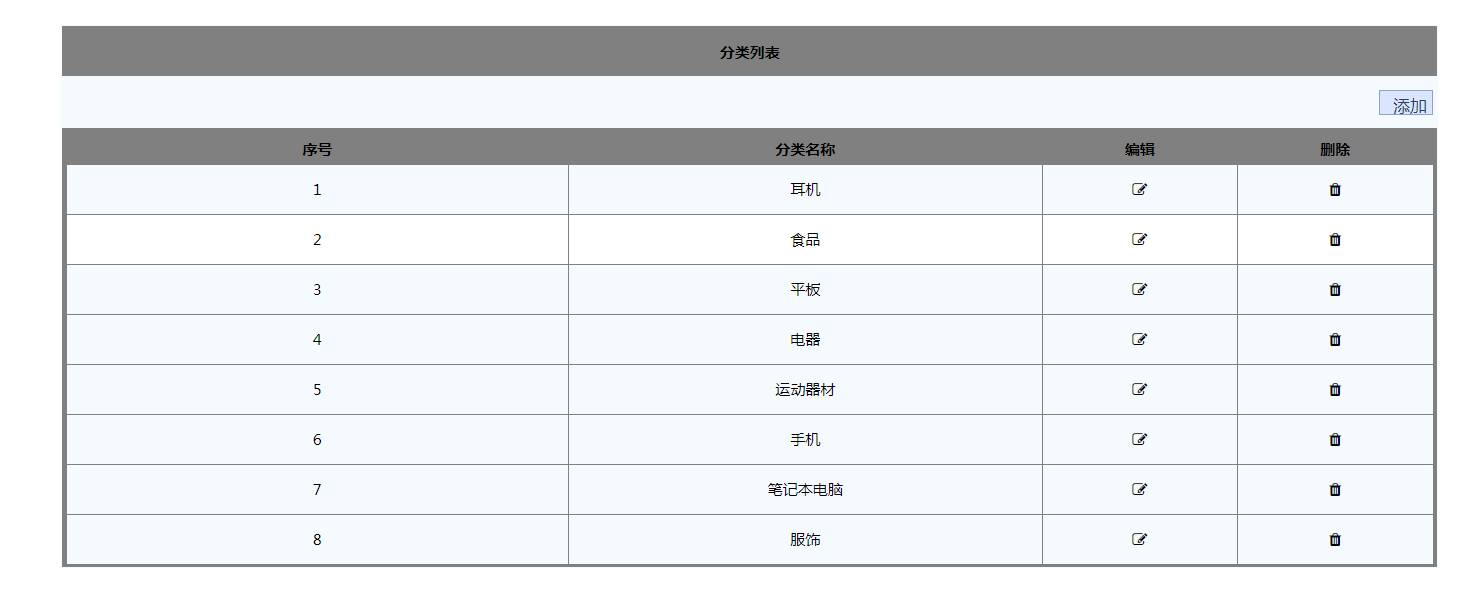 分类列表
添加
序号 分类名称 编辑 删除
1 耳机
2 食品
3 平板
4 电器
5 运动器材
6 手机
7 笔记本电脑
8 服饰